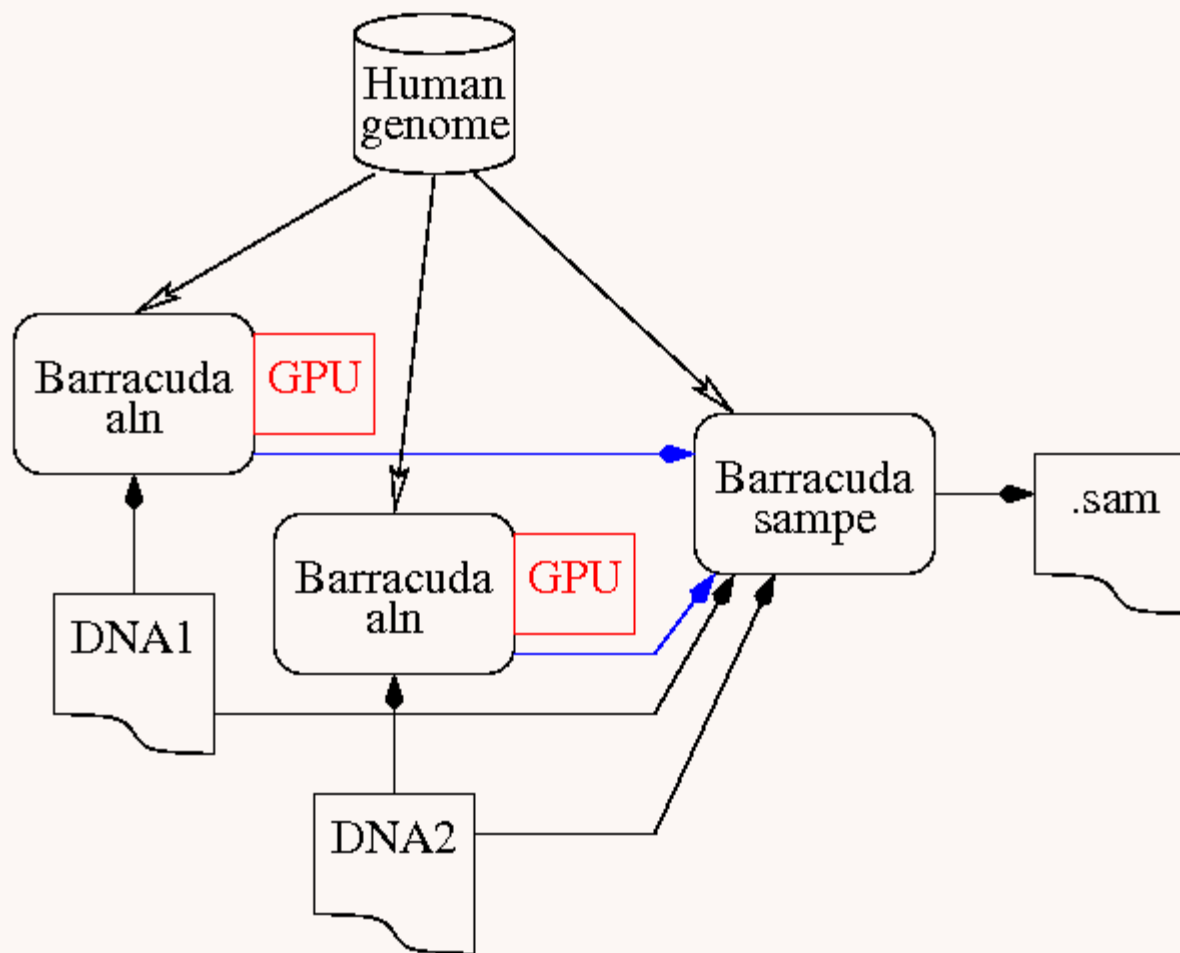 Human
genome
Barracuda
aln
GPU
Barracuda
sampe
.sam
Barracuda
aln
GPU
DNA1
DNA2